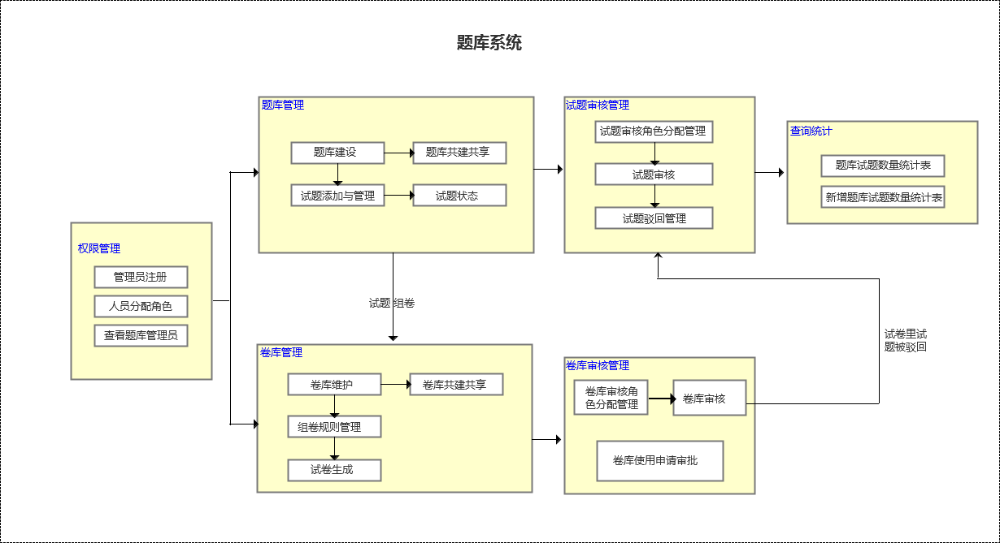 题库系统
题库管理
题库建设
题库共建共享
试题添加与管理
试题状态
试题审核管理
试题审核角色分配管理
试题审核
试题驳回管理
查询统计
题库试题数量统计表
新增题库试题数量统计表
权限管理
管理员注册
人员分配角色
查看题库管理员
试题 组卷
卷库管理
卷库维护
卷库共建共享
组卷规则管理
试卷生成
卷库审核管理
卷库审核角
色分配管理
卷库审核
卷库使用申请审批
试卷里试
题被驳回